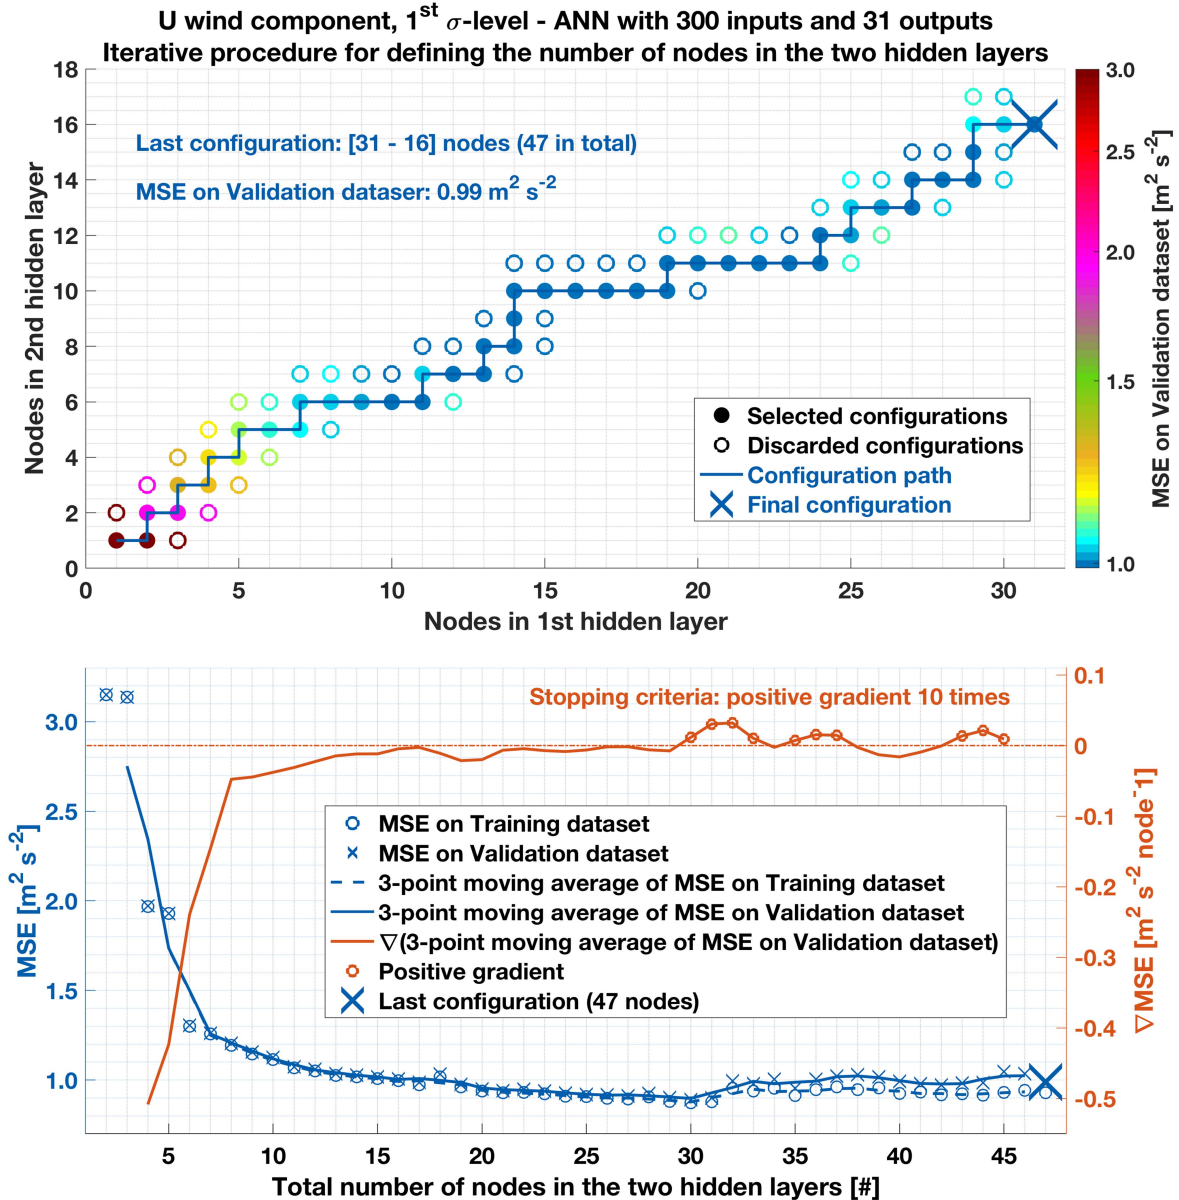 U wind component, 1st σ-level - ANN with 300 inputs and 31 outputs
Iterative procedure for defining the number of nodes in the two hidden layers
Nodes in 2nd hidden layer
18
16
14
12
10
8
6
4
2
0
Last configuration: [31 - 16] nodes (47 in total)
MSE on Validation dataser: 0.99 m2 s-2
Selected configurations
Discarded configurations
Configuration path
Final configuration
0
5
10
15
20
25
30
Nodes in 1st hidden layer
3.0
2.5
2.0
1.5
1.0
MSE on Validation dataset [m2 s-2]
MSE [m2 s-2]
3.0
2.5
2.0
1.5
1.0
Stopping criteria: positive gradient 10 times
MSE on Training dataset
MSE on Validation dataset
3-point moving average of MSE on Training dataset
3-point moving average of MSE on Validation dataset
∇(3-point moving average of MSE on Validation dataset)
Positive gradient
Last configuration (47 nodes)
0.1
0
-0.1
-0.2
-0.3
-0.4
-0.5
∇MSE [m2 s-2 node-1]
5
10
15
20
25
30
35
40
45
Total number of nodes in the two hidden layers [#]